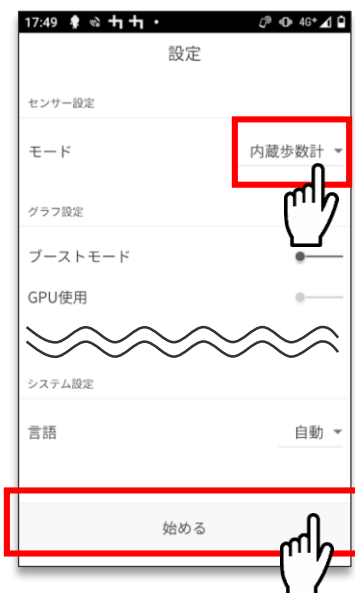 17:49 4G+
設定
センサー設定
モード 内蔵歩数計
グラフ設定
ブーストモード
GPU使用
システム設定
言語 自動
始める